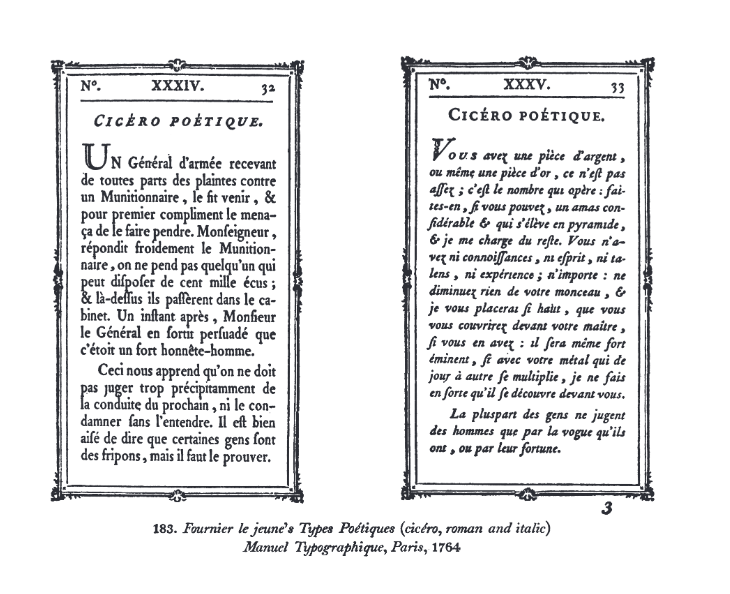 Nº. XXXIV. 32
CICÉRO POÉTIQUE.
UN Général d'armée recevant
de toutes parts des plaintes contre
un Munitionnaire, le fit venir, &
pour premier compliment le mena-
ça de le faire pendre. Monſeigneur,
répondit froidement le Munition-
naire, on ne pend pas quelqu'un qui
peut diſpoſer de cent mille écus;
& là-deſſus ils paſſèrent dans le ca-
binet. Un inſtant après, Monſieur
le Général en ſortit perſuadé que
c'étoit un fort honnête-homme.
Ceci nous apprend qu'on ne doit
pas juger trop précipitamment de
la conduite du prochain, ni le con-
damner ſans l'entendre. Il eſt bien
aiſé de dire que certaines gens ſont
des fripons, mais il faut le prouver.
Nº. XXXV. 33
CICÉRO POÉTIQUE.
Vous avez une pièce d'argent,
ou même une pièce d'or, ce n'eſt pas
aſſez; c'eſt le nombre qui opère: fai-
tes-en, ſi vous pouvez, un amas con-
ſidérable & qui s'élève en pyramide,
& je me charge du reſte. Vous n'a-
vez ni connoiſſances, ni eſprit, ni ta-
lens, ni expérience; n'importe: ne
diminuez rien de votre monceau, &
je vous placerai ſi haut, que vous
vous couvrirez devant votre maître,
ſi vous en avez: il ſera même fort
éminent, ſi avec votre métal qui de
jour à autre ſe multiplie, je ne fais
en ſorte qu'il ſe découvre devant vous.
La pluspart des gens ne jugent
des hommes que par la vogue qu'ils
ont, ou par leur fortune.
3
183. Fournier le jeune's Types Poétiques (cicéro, roman and italic)
Manuel Typographique, Paris, 1764